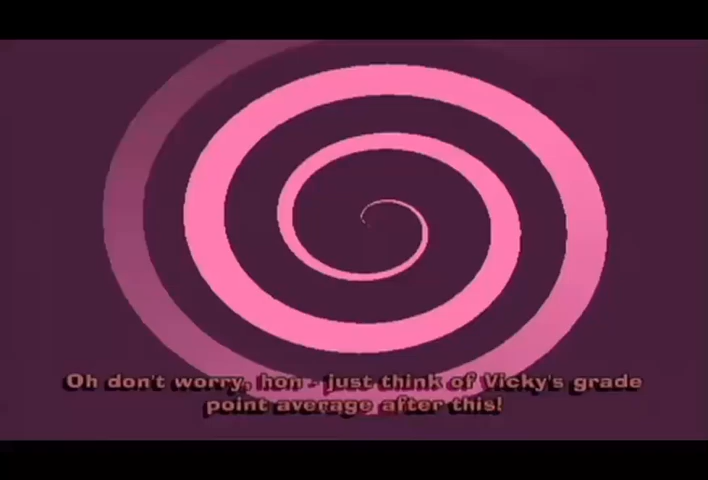 Oh don't worry, hon - just think of Vicky's grade
point average after this!